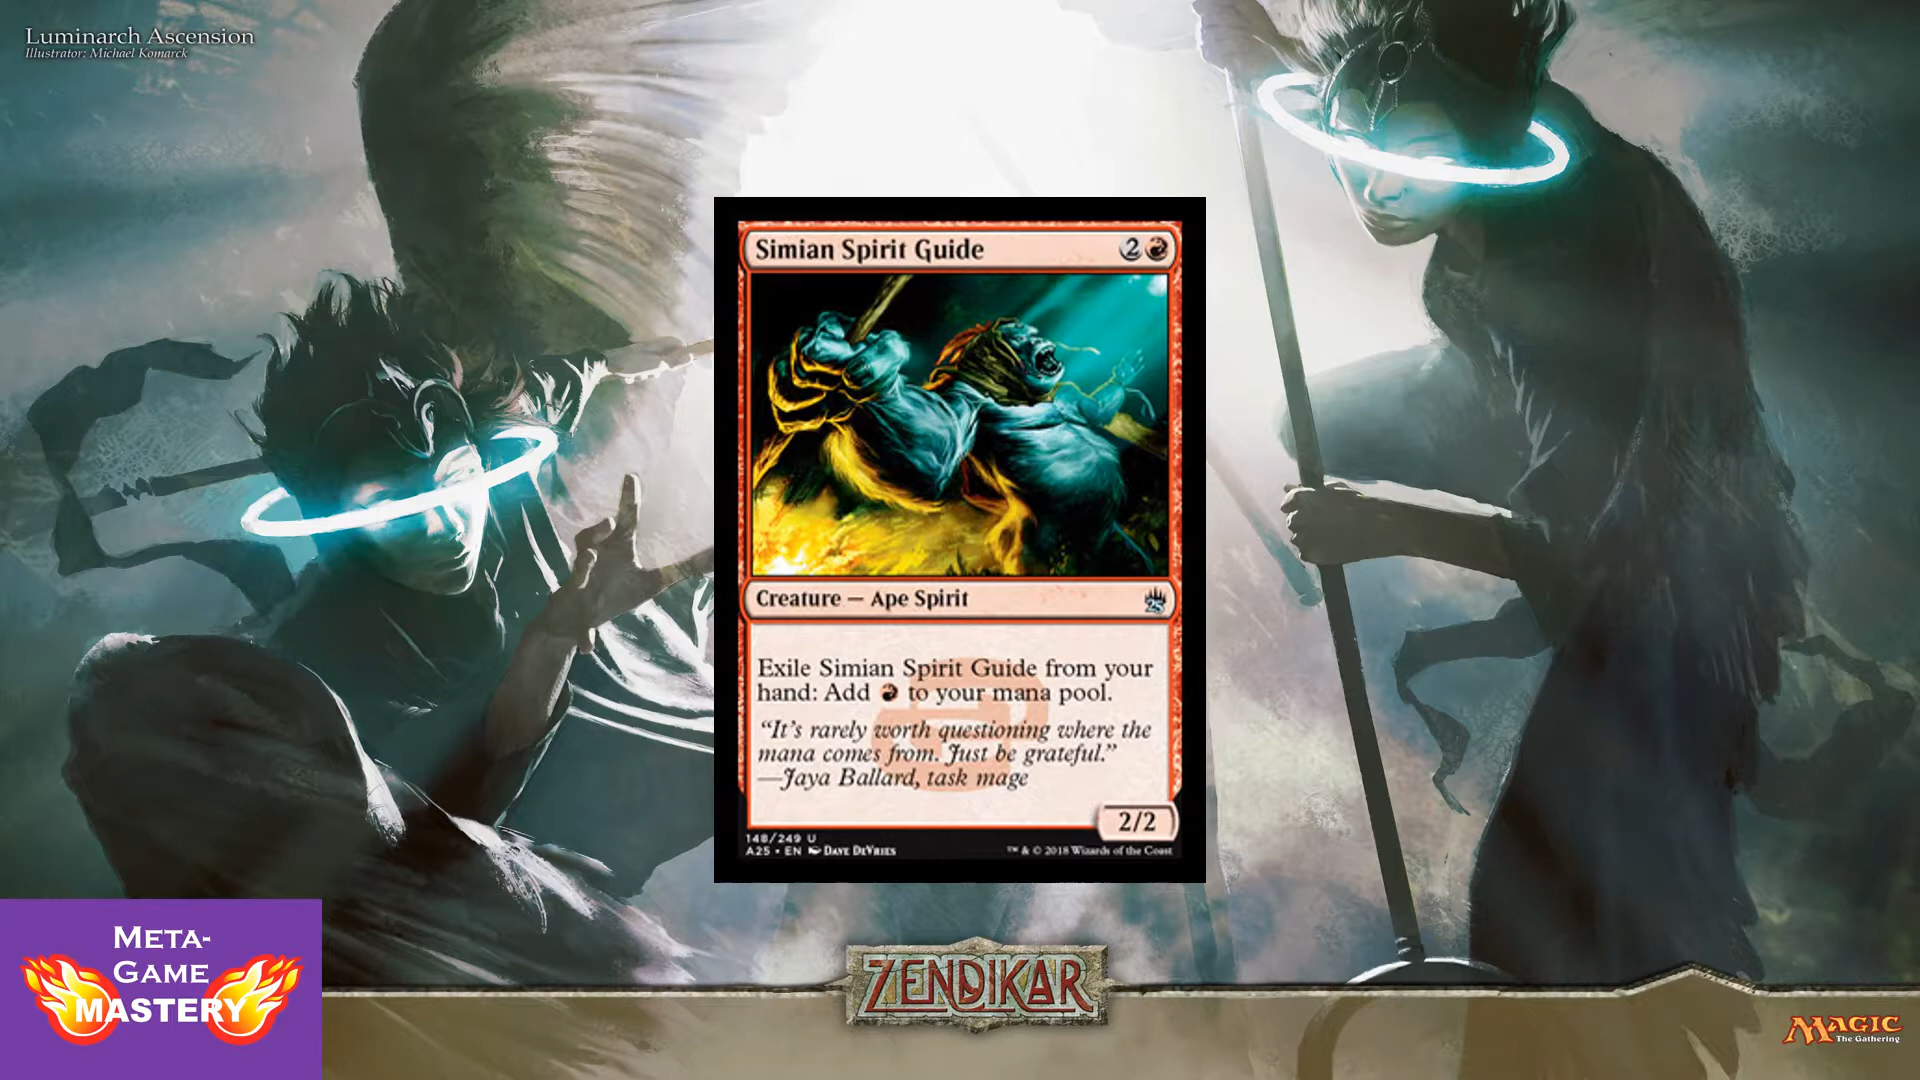 Luminarch Ascension
Illustrator: Michael Komarck
Simian Spirit Guide 2
Creature — Ape Spirit
25
Exile Simian Spirit Guide from your
hand: Add to your mana pool.
“It’s rarely worth questioning where the
mana comes from. Just be grateful.”
—Jaya Ballard, task mage
2/2
148/249 U
A25 • EN Dave DeVries
™ & © 2018 Wizards of the Coast
META-
GAME
MASTERY
ZENDIKAR
MAGIC
The Gathering